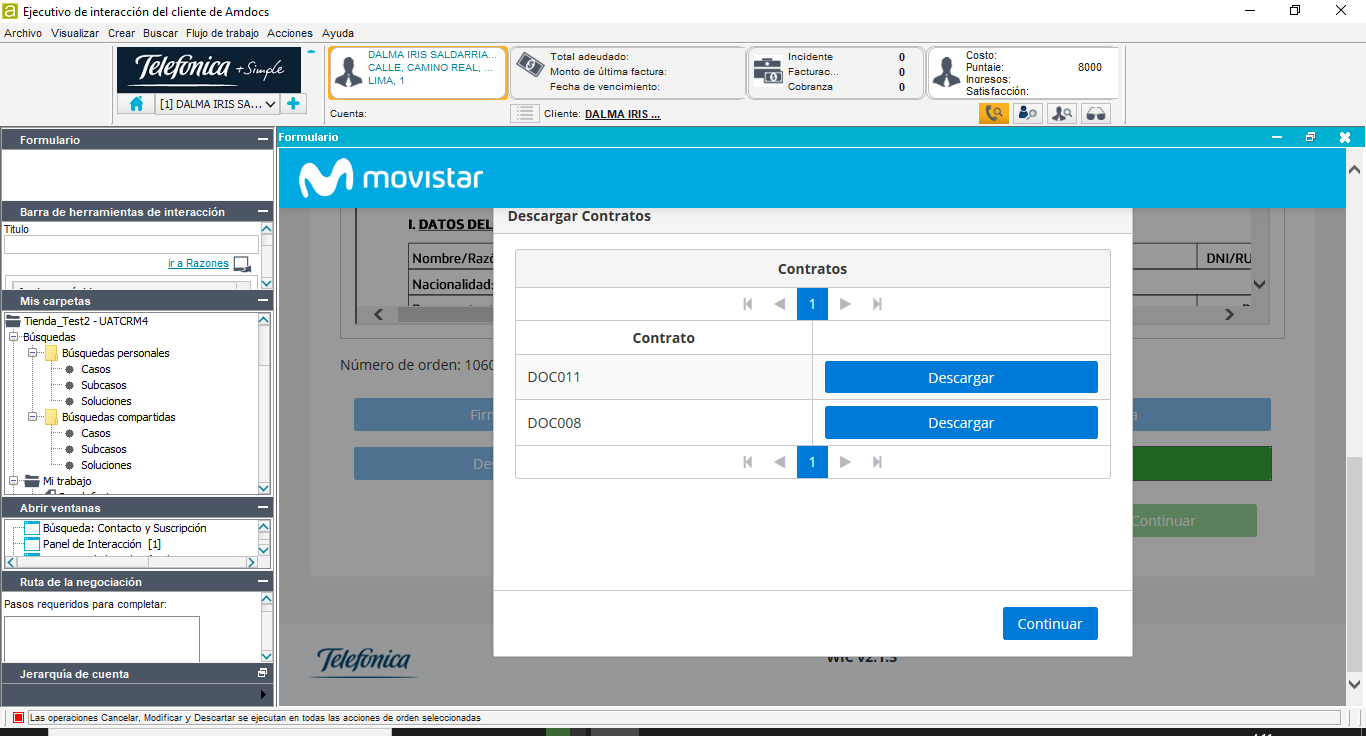 Ejecutivo de interacción del cliente de Amdocs
Archivo Visualizar Crear Buscar Flujo de trabajo Acciones Ayuda
Telefónica +Simple
[1] DALMA IRIS SA...
DALMA IRIS SALDARRIA...
CALLE, CAMINO REAL, ...
LIMA, 1
Total adeudado:
Monto de última factura:
Fecha de vencimiento:
Incidente 0
Facturac... 0
Cobranza 0
Costo:
Puntaie: 8000
Inqresos:
Satisfacción:
Cuenta:
Cliente: DALMA IRIS ...
Formulario
Barra de herramientas de interacción
Titulo
ir a Razones
Mis carpetas
Tienda_Test2 - UATCRM4
Búsquedas
Búsquedas personales
Casos
Subcasos
Soluciones
Búsquedas compartidas
Casos
Subcasos
Soluciones
Mi trabajo
Abrir ventanas
Búsqueda: Contacto y Suscripción
Panel de Interacción [1]
Ruta de la negociación
Pasos requeridos para completar:
Jerarquía de cuenta
Formulario
movistar
I. DATOS DEL
Nombre/Razó
DNI/RU
Nacionalidad:
Número de orden: 1060
Firr
a
De
Continuar
Descargar Contratos
Contratos
1
Contrato
DOC011 Descargar
DOC008 Descargar
1
Continuar
Telefónica
WIC v2.1.3
Las operaciones Cancelar, Modificar y Descartar se ejecutan en todas las acciones de orden seleccionadas